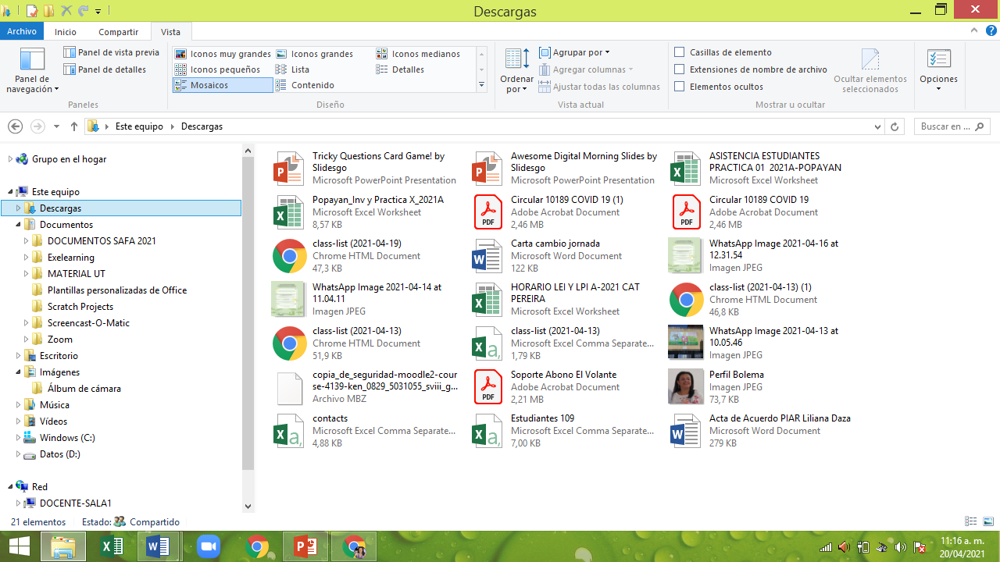 Descargas
Archivo
Inicio
Compartir
Vista
Panel de navegación
Panel de vista previa
Panel de detalles
Paneles
Iconos muy grandes
Iconos grandes
Iconos medianos
Iconos pequeños
Lista
Detalles
Mosaicos
Contenido
Diseño
Ordenar por
Agrupar por
Agregar columnas
Ajustar todas las columnas
Vista actual
Casillas de elemento
Extensiones de nombre de archivo
Elementos ocultos
Ocultar elementos
seleccionados
Mostrar u ocultar
Opciones
Este equipo
Descargas
Buscar en ...
Grupo en el hogar
Este equipo
Descargas
Documentos
DOCUMENTOS SAFA 2021
Exelearning
MATERIAL UT
Plantillas personalizadas de Office
Scratch Projects
Screencast-O-Matic
Zoom
Escritorio
Imágenes
Álbum de cámara
Música
Vídeos
Windows (C:)
Datos (D:)
Red
DOCENTE-SALA1
Tricky Questions Card Game! by
Slidesgo
Microsoft PowerPoint Presentation
Awesome Digital Morning Slides by
Slidesgo
Microsoft PowerPoint Presentation
ASISTENCIA ESTUDIANTES
PRACTICA 01 2021A-POPAYAN
Microsoft Excel Worksheet
Popayan_Inv y Practica X_2021A
Microsoft Excel Worksheet
8,57 KB
PDF
Circular 10189 COVID 19 (1)
Adobe Acrobat Document
2,46 MB
PDF
Circular 10189 COVID 19
Adobe Acrobat Document
2,46 MB
class-list (2021-04-19)
Chrome HTML Document
47,3 KB
Carta cambio jornada
Microsoft Word Document
122 KB
WhatsApp Image 2021-04-16 at
12.31.54
Imagen JPEG
WhatsApp Image 2021-04-14 at
11.04.11
Imagen JPEG
HORARIO LEI Y LPI A-2021 CAT
PEREIRA
Microsoft Excel Worksheet
class-list (2021-04-13) (1)
Chrome HTML Document
46,8 KB
class-list (2021-04-13)
Chrome HTML Document
51,9 KB
class-list (2021-04-13)
Microsoft Excel Comma Separate...
1,79 KB
WhatsApp Image 2021-04-13 at
10.05.46
Imagen JPEG
copia_de_seguridad-moodle2-cou
rse-4139-ken_0829_5031055_sviii_g...
Archivo MBZ
PDF
Soporte Abono El Volante
Adobe Acrobat Document
2,21 MB
Perfil Bolema
Imagen JPEG
73,7 KB
contacts
Microsoft Excel Comma Separate...
4,88 KB
Estudiantes 109
Microsoft Excel Comma Separate...
7,00 KB
Acta de Acuerdo PIAR Liliana Daza
Microsoft Word Document
279 KB
21 elementos
Estado:
Compartido
11:16 a. m.
20/04/2021